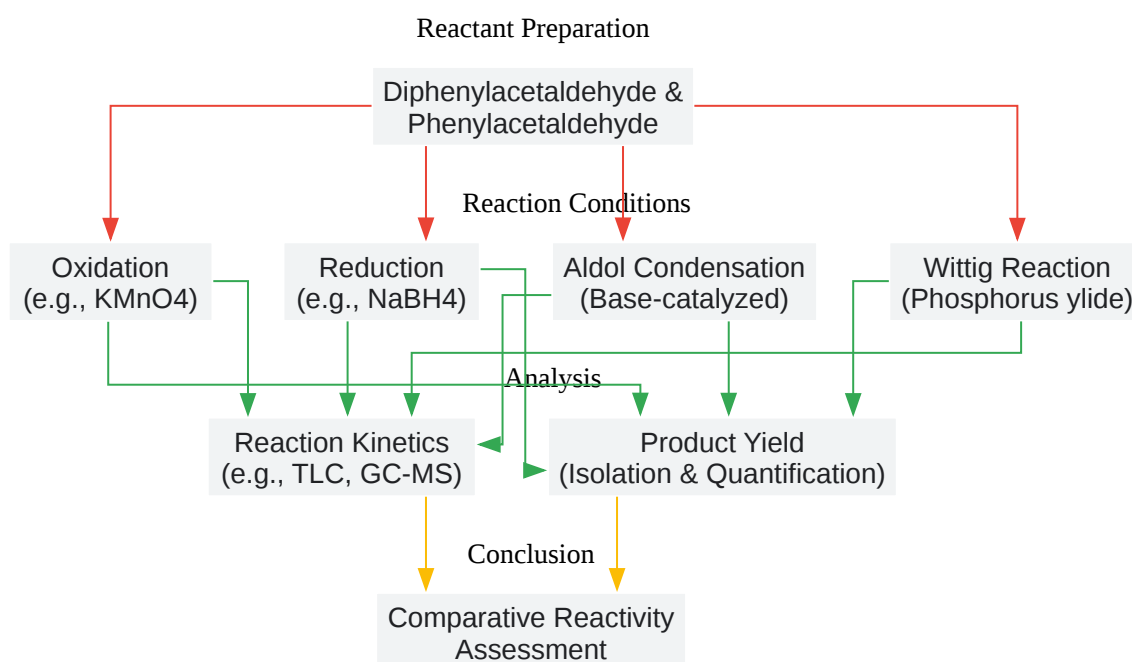 Reactant Preparation
Diphenylacetaldehyde &
Phenylacetaldehyde
Reaction Conditions
Oxidation
(e.g., KMnO4)
Reduction
(e.g., NaBH4)
Aldol Condensation
(Base-catalyzed)
Wittig Reaction
(Phosphorus ylide)
Analysis
Reaction Kinetics
(e.g., TLC, GC-MS)
Product Yield
(Isolation & Quantification)
Conclusion
Comparative Reactivity
Assessment